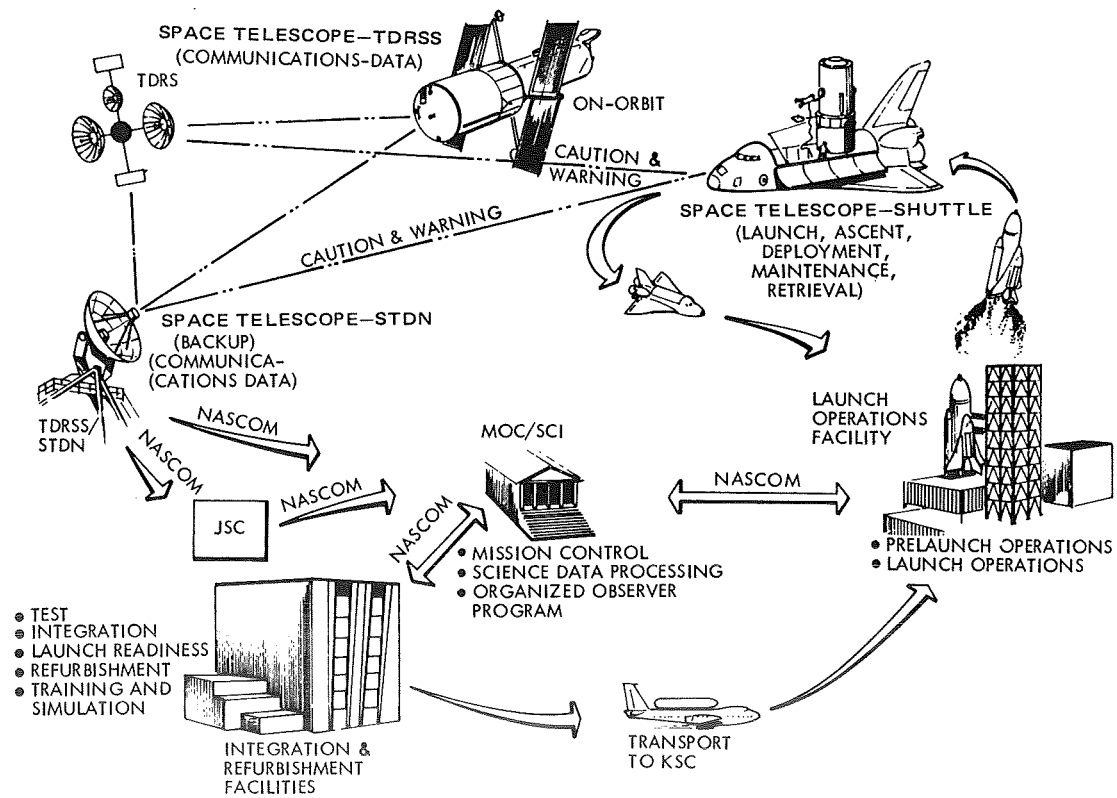 SPACE TELESCOPE—TDRSS
(COMMUNICATIONS-DATA)
TDRS
ON-ORBIT
CAUTION &
WARNING
CAUTION & WARNING
SPACE TELESCOPE—SHUTTLE
(LAUNCH, ASCENT,
DEPLOYMENT,
MAINTENANCE,
RETRIEVAL)
SPACE TELESCOPE—STDN
(BACKUP)
(COMMUNICA-
(CATIONS DATA)
TDRSS/
STDN
NASCOM
NASCOM
NASCOM
JSC
MOC/SCI
NASCOM
NASCOM
MISSION CONTROL
SCIENCE DATA PROCESSING
ORGANIZED OBSERVER
PROGRAM
LAUNCH
OPERATIONS
FACILITY
PRELAUNCH OPERATIONS
LAUNCH OPERATIONS
TEST
INTEGRATION
LAUNCH READINESS
REFURBISHMENT
TRAINING AND
SIMULATION
INTEGRATION &
REFURBISHMENT
FACILITIES
TRANSPORT
TO KSC